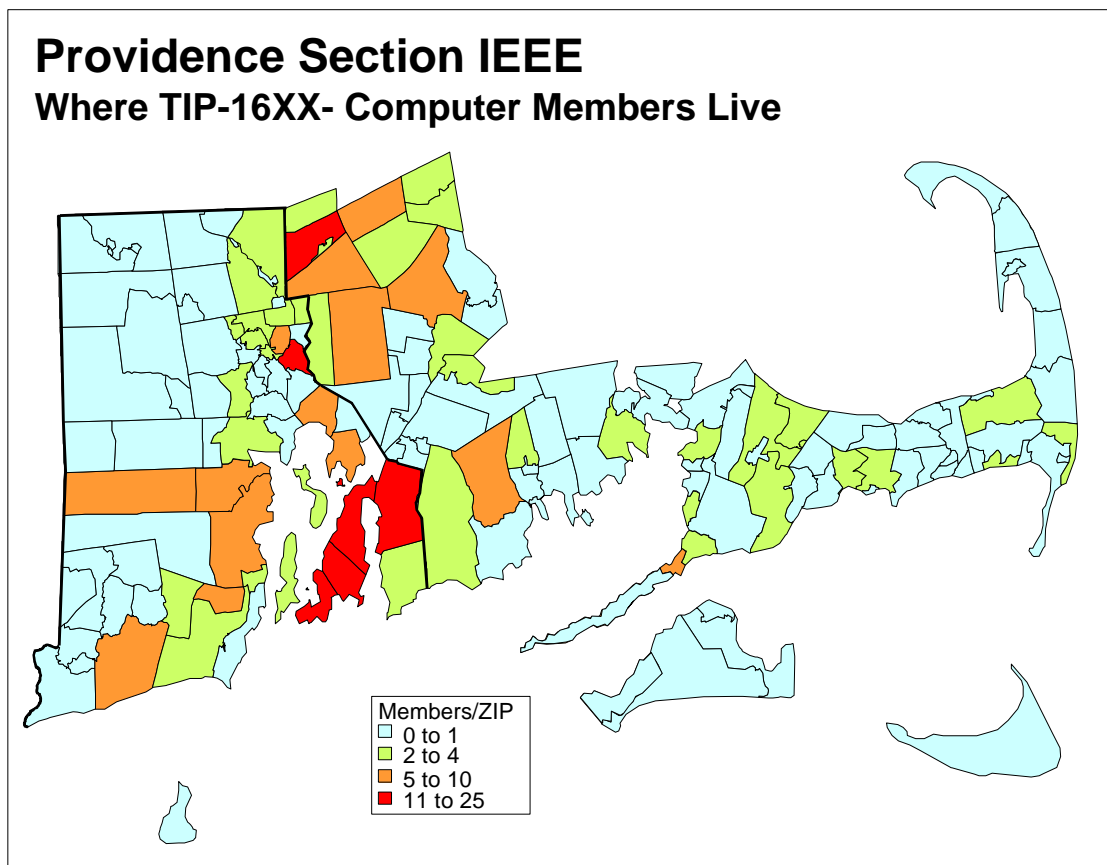 Providence Section IEEE
Where TIP-16XX- Computer Members Live
Members/ZIP
0 to 1
2 to 4
5 to 10
11 to 25